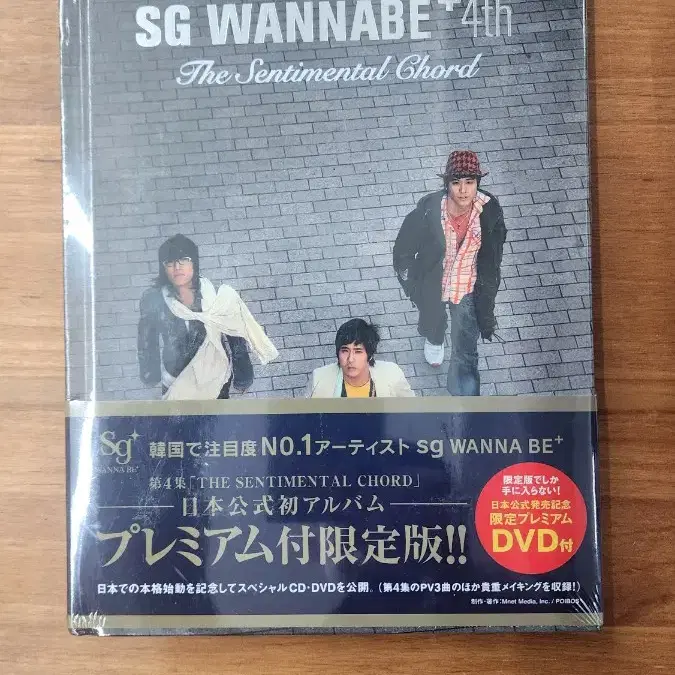 SG WANNABE+ 4th
The Sentimental Chord
Sg+
WANNA BE+
韓国で注目度NO.1アーティスト sg WANNA BE+
第4集「THE SENTIMENTAL CHORD」
日本公式初アルバム
プレミアム付限定版!!
限定版でしか
手に入らない!
日本公式発売記念
限定プレミアム
DVD付
日本での本格始動を記念してスペシャルCD・DVDを公開。(第4集のPV3曲のほか貴重メイキングを収録!)
制作・著作:Mnet Media, Inc. / POIBOS